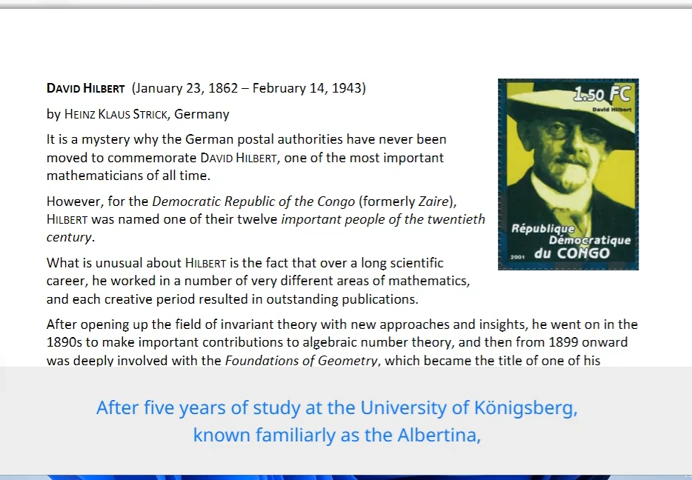 DAVID HILBERT (January 23, 1862 – February 14, 1943)
by HEINZ KLAUS STRICK, Germany
It is a mystery why the German postal authorities have never been
moved to commemorate DAVID HILBERT, one of the most important
mathematicians of all time.
However, for the Democratic Republic of the Congo (formerly Zaire),
HILBERT was named one of their twelve important people of the twentieth
century.
What is unusual about HILBERT is the fact that over a long scientific
career, he worked in a number of very different areas of mathematics,
and each creative period resulted in outstanding publications.
1.50 FC
David Hilbert
République
Démocratique
du CONGO
2001
After opening up the field of invariant theory with new approaches and insights, he went on in the
1890s to make important contributions to algebraic number theory, and then from 1899 onward
was deeply involved with the Foundations of Geometry, which became the title of one of his
After five years of study at the University of Königsberg,
known familiarly as the Albertina,